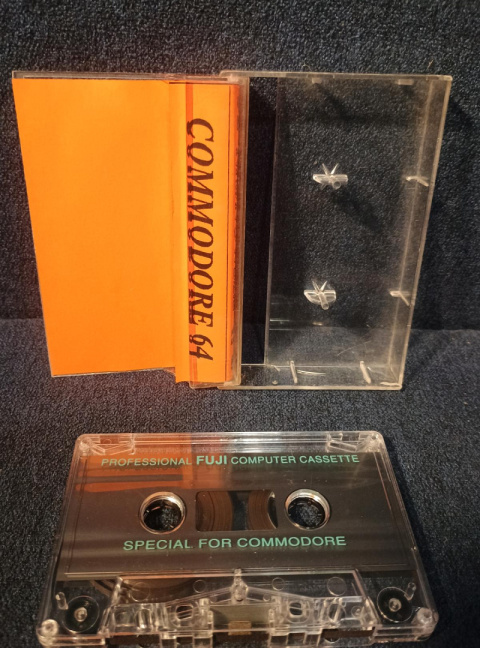 COMMODORE 64
PROFESSIONAL FUJI COMPUTER CASSETTE
SPECIAL FOR COMMODORE